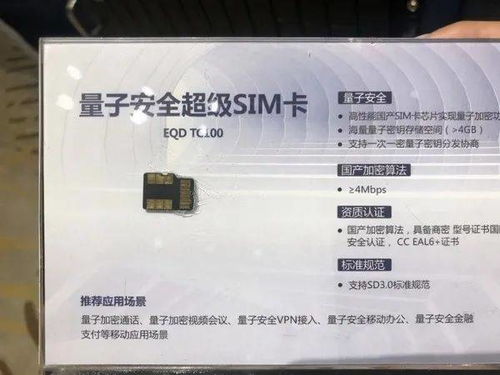 量子安全超级SIM卡
EQD TC100
量子安全
• 高性能国产SIM卡芯片实现量子加密功
• 海量量子密钥存储空间（>4GB）
• 支持一次一密量子密钥分发协商
国产加密算法
• ≥4Mbps
资质认证
• 国产加密算法，具备商密 型号证书国
安全认证， CC EAL6+证书
标准规范
• 支持SD3.0标准规范
推荐应用场景
量子加密通话、量子加密视频会议、量子安全VPN接入、量子安全移动办公、量子安全金融
支付等移动应用场景